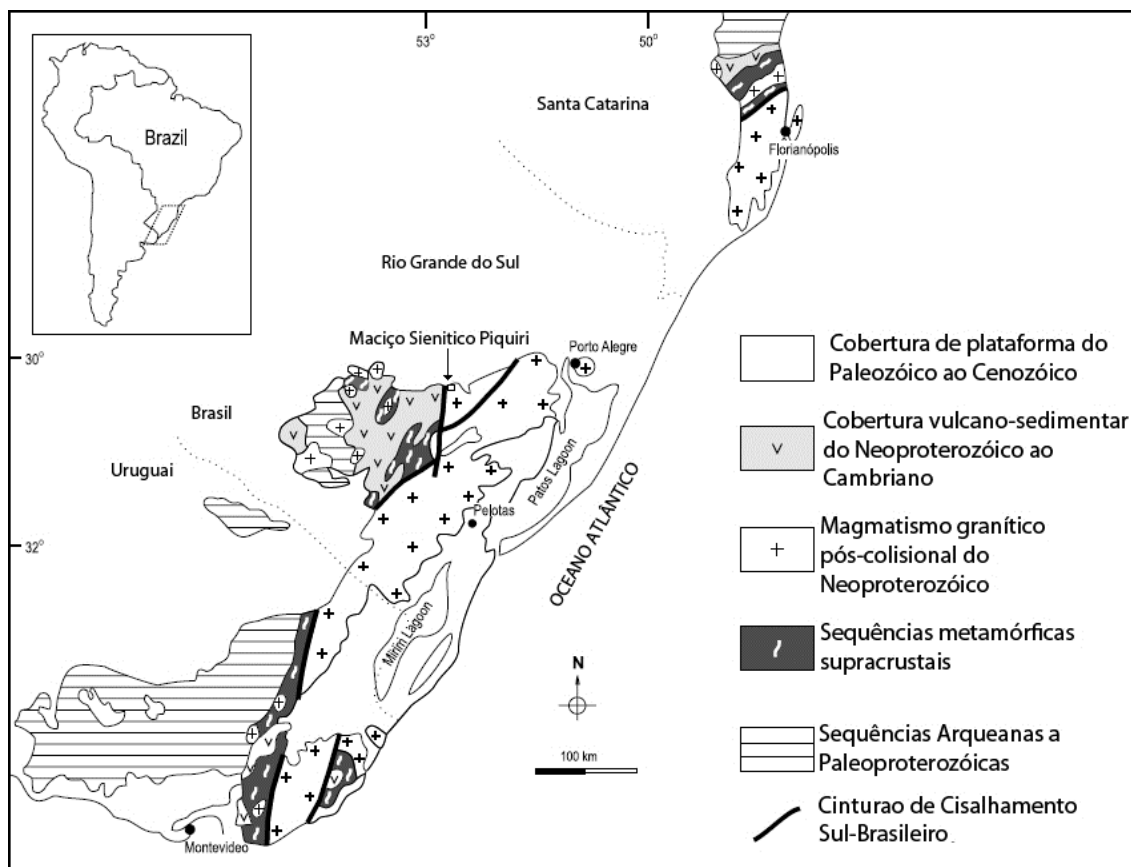 53°
50°
Brazil
Santa Catarina
Florianópolis
Rio Grande do Sul
Maciço Sienitico Piquiri
30°
Porto Alegre
Brasil
Uruguai
Patos Lagoon
Pelotas
32°
OCEANO ATLÂNTICO
Mirim Lagoon
N
100 km
Montevideo
Cobertura de plataforma do
Paleozóico ao Cenozóico
Cobertura vulcano-sedimentar
do Neoproterozóico ao
Cambriano
Magmatismo granítico
pós-colisional do
Neoproterozóico
Sequências metamórficas
supracrustais
Sequências Arqueanas a
Paleoproterozóicas
Cinturao de Cisalhamento
Sul-Brasileiro